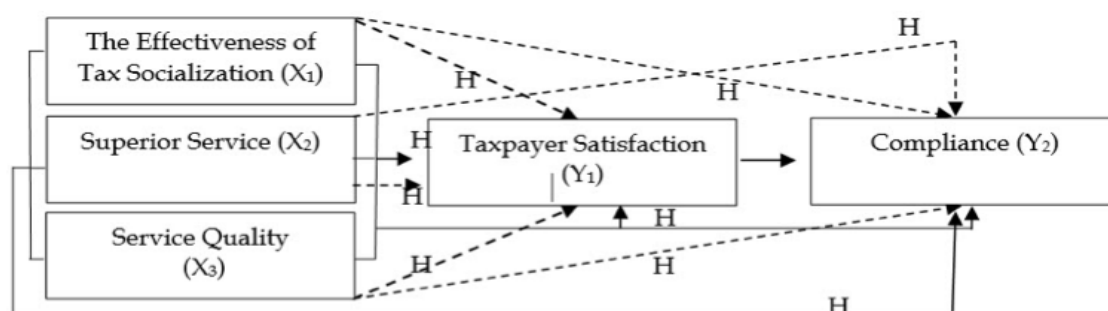 H
The Effectiveness of
Tax Socialization (X₁)
H
H
Superior Service (X₂)
H
Taxpayer Satisfaction
(Y₁)
Compliance (Y₂)
H
H
Service Quality
(X₃)
H
H
H